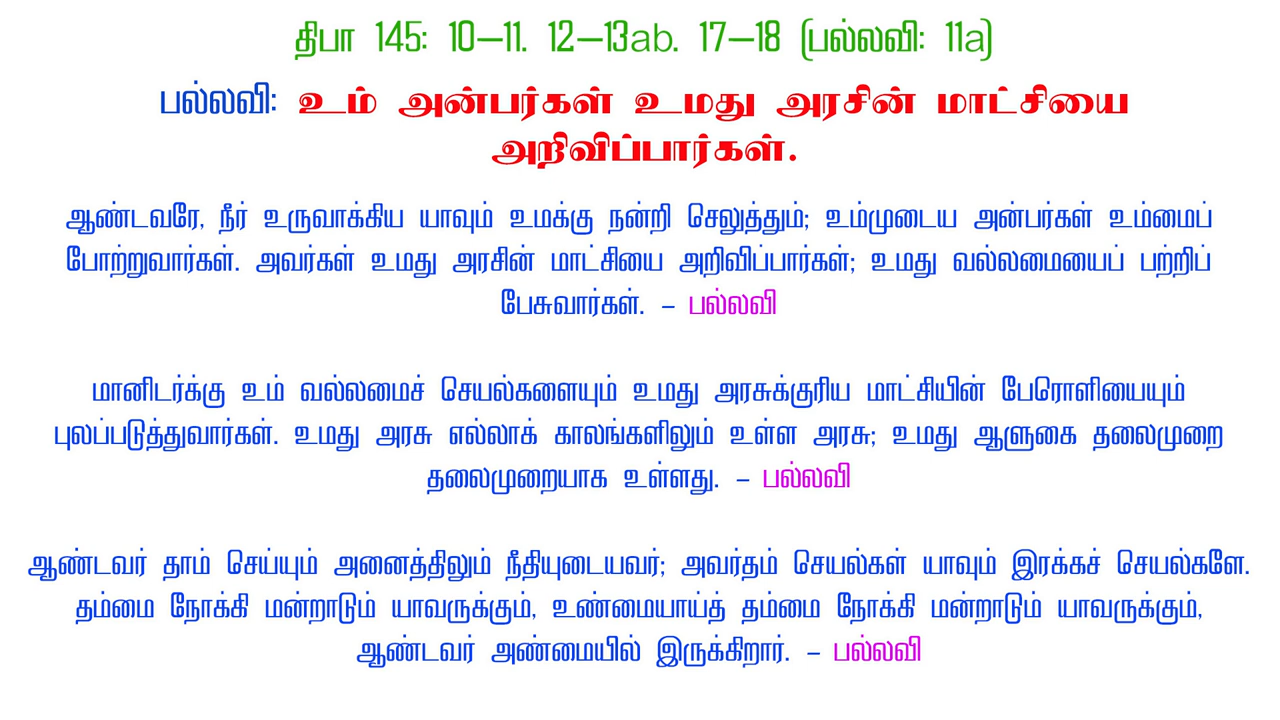 திபா 145: 10-11. 12-13ab. 17-18 (பல்லவி: 11a)
பல்லவி: உம் அன்பர்கள் உமது அரசின் மாட்சியை
அறிவிப்பார்கள்.
ஆண்டவரே, நீர் உருவாக்கிய யாவும் உமக்கு நன்றி செலுத்தும்; உம்முடைய அன்பர்கள் உம்மைப்
போற்றுவார்கள். அவர்கள் உமது அரசின் மாட்சியை அறிவிப்பார்கள்; உமது வல்லமையைப் பற்றிப்
பேசுவார்கள். - பல்லவி
மானிடர்க்கு உம் வல்லமைச் செயல்களையும் உமது அரசுக்குரிய மாட்சியின் பேரொளியையும்
புலப்படுத்துவார்கள். உமது அரசு எல்லாக் காலங்களிலும் உள்ள அரசு; உமது ஆளுகை தலைமுறை
தலைமுறையாக உள்ளது. - பல்லவி
ஆண்டவர் தாம் செய்யும் அனைத்திலும் நீதியுடையவர்; அவர்தம் செயல்கள் யாவும் இரக்கச் செயல்களே.
தம்மை நோக்கி மன்றாடும் யாவருக்கும், உண்மையாய்த் தம்மை நோக்கி மன்றாடும் யாவருக்கும்,
ஆண்டவர் அண்மையில் இருக்கிறார். - பல்லவி